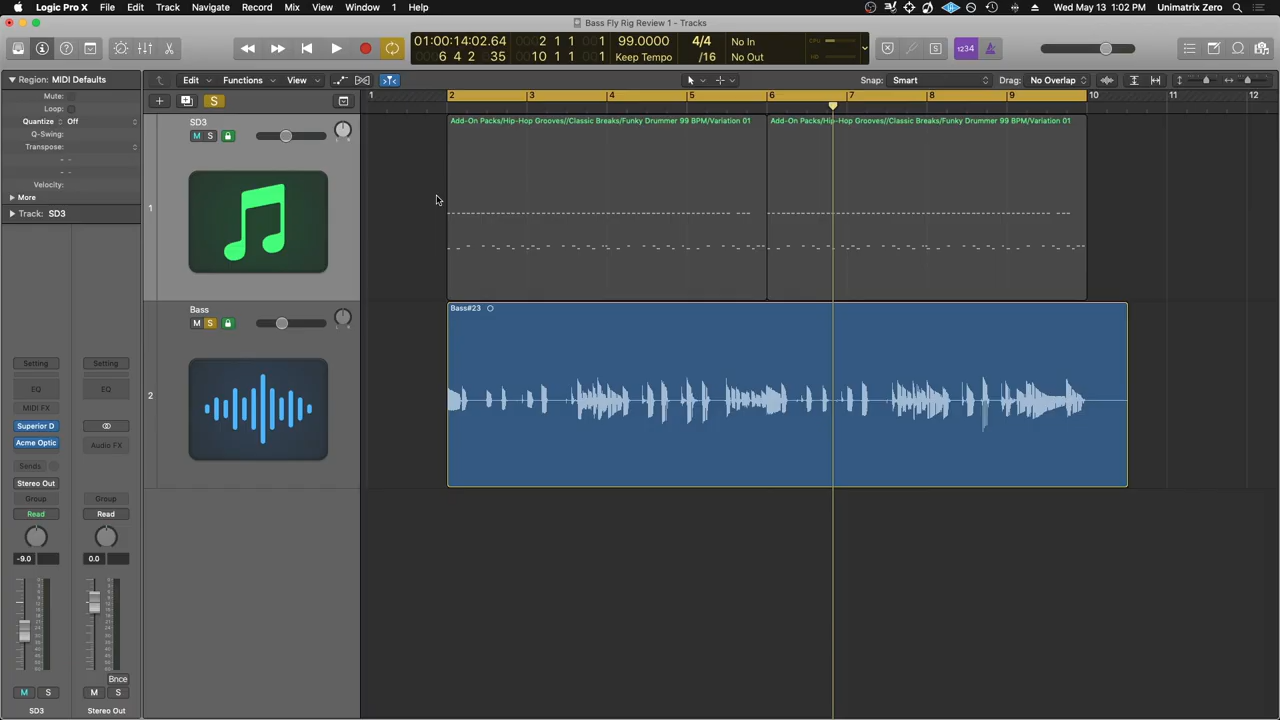 Logic Pro X File Edit Track Navigate Record Mix View Window 1 Help Wed May 13 1:02 PM Unimatrix Zero
Bass Fly Rig Review 1 - Tracks
01:00:14:02.64 2 1 1 1 99.0000 4/4 No In CPU 1234
6 4 2 35 10 1 1 1 Keep Tempo /16 No Out HD
Region: MIDI Defaults Edit Functions View Snap: Smart Drag: No Overlap
Mute:
Loop:
Quantize Off
Q-Swing:
Transpose:
Velocity:
More
Track: SD3
S
1 2 3 4 5 6 7 8 9 10 11 12
SD3
M S
L R
1
Add-On Packs/Hip-Hop Grooves//Classic Breaks/Funky Drummer 99 BPM/Variation 01
Add-On Packs/Hip-Hop Grooves//Classic Breaks/Funky Drummer 99 BPM/Variation 01
Bass
M S
L R
2
Bass#23
Setting Setting
EQ EQ
MIDI FX
Superior D
Acme Optic Audio FX
Sends
Stereo Out
Group Group
Read Read
-9.0 0.0
Bnce
M S M S
SD3 Stereo Out